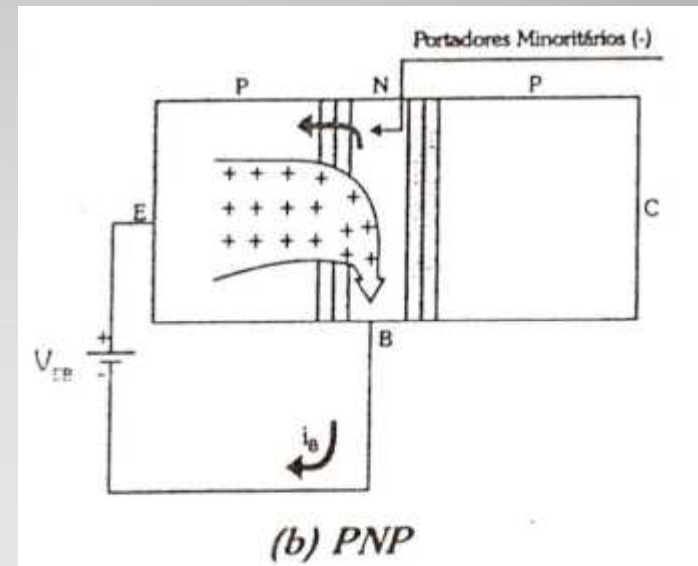 Portadores Minoritários (-)
P N P
+ + + +
+
+ + + +
+ +
+ + + +
+ +
E
C
B
+
-
iB
(b) PNP